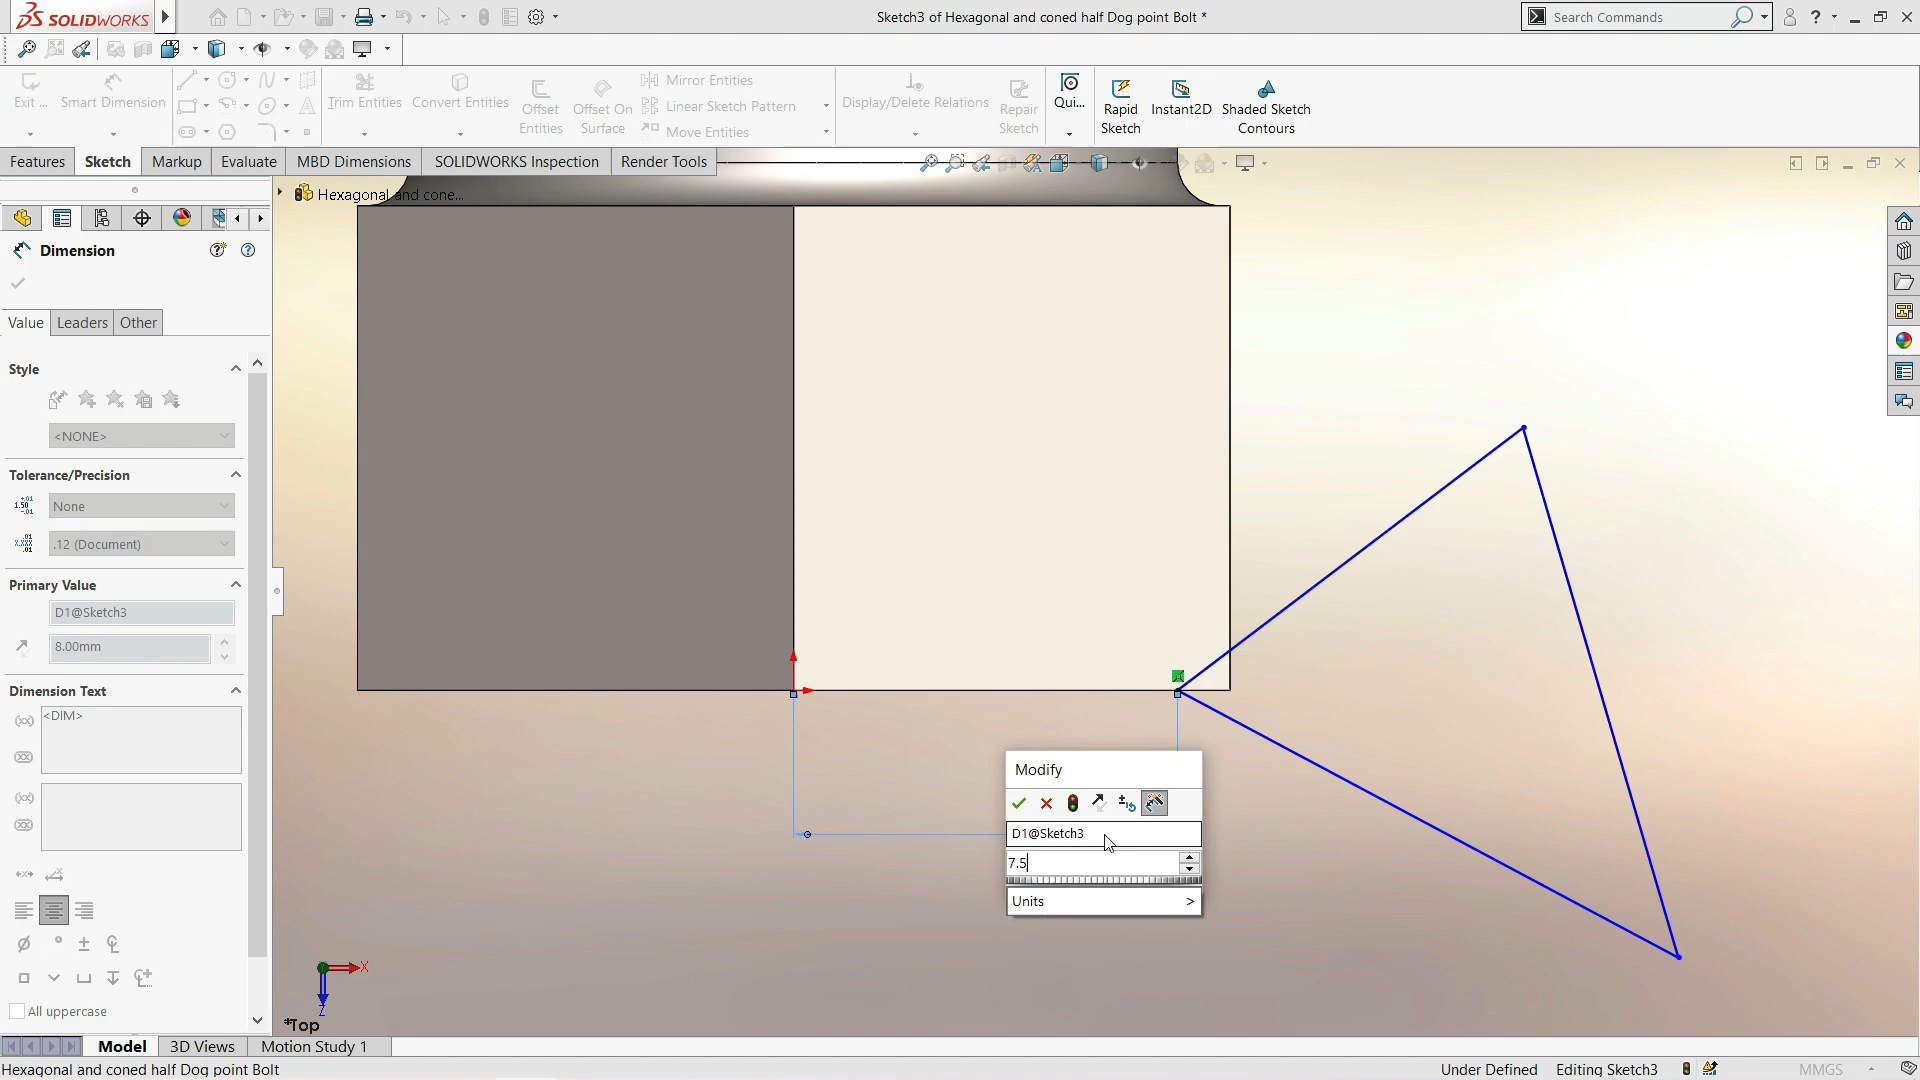 SOLIDWORKS
Sketch3 of Hexagonal and coned half Dog point Bolt *
Search Commands
?
Exit ...
Smart Dimension
Trim Entities
Convert Entities
Offset Entities
Offset On Surface
Mirror Entities
Linear Sketch Pattern
Move Entities
Display/Delete Relations
Repair Sketch
Qui...
Rapid Sketch
Instant2D
Shaded Sketch Contours
Features
Sketch
Markup
Evaluate
MBD Dimensions
SOLIDWORKS Inspection
Render Tools
Hexagonal and cone...
Dimension
Value
Leaders
Other
Style
<NONE>
Tolerance/Precision
None
.12 (Document)
Primary Value
D1@Sketch3
8.00mm
Dimension Text
<DIM>
All uppercase
Modify
D1@Sketch3
7.5
Units >
X
Z
*Top
Model
3D Views
Motion Study 1
Hexagonal and coned half Dog point Bolt
Under Defined
Editing Sketch3
MMGS